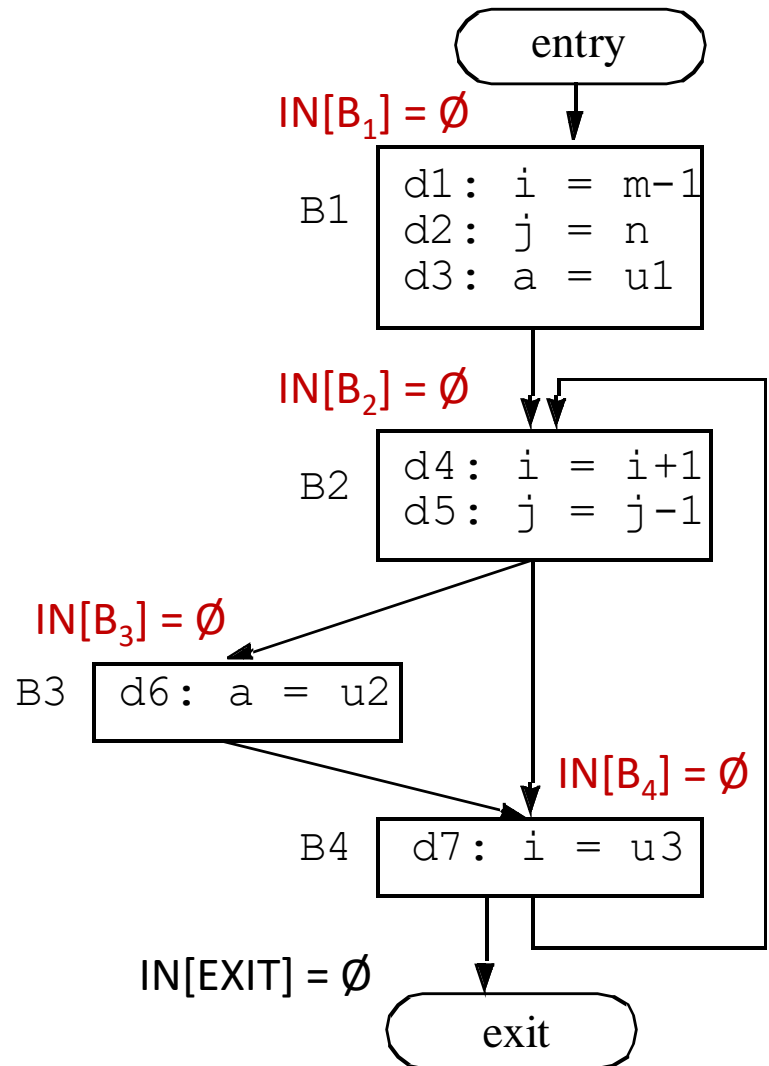 entry
IN[B₁] = Ø
B1
d1: i = m-1
d2: j = n
d3: a = u1
IN[B₂] = Ø
B2
d4: i = i+1
d5: j = j-1
IN[B₃] = Ø
B3
d6: a = u2
IN[B₄] = Ø
B4
d7: i = u3
IN[EXIT] = Ø
exit